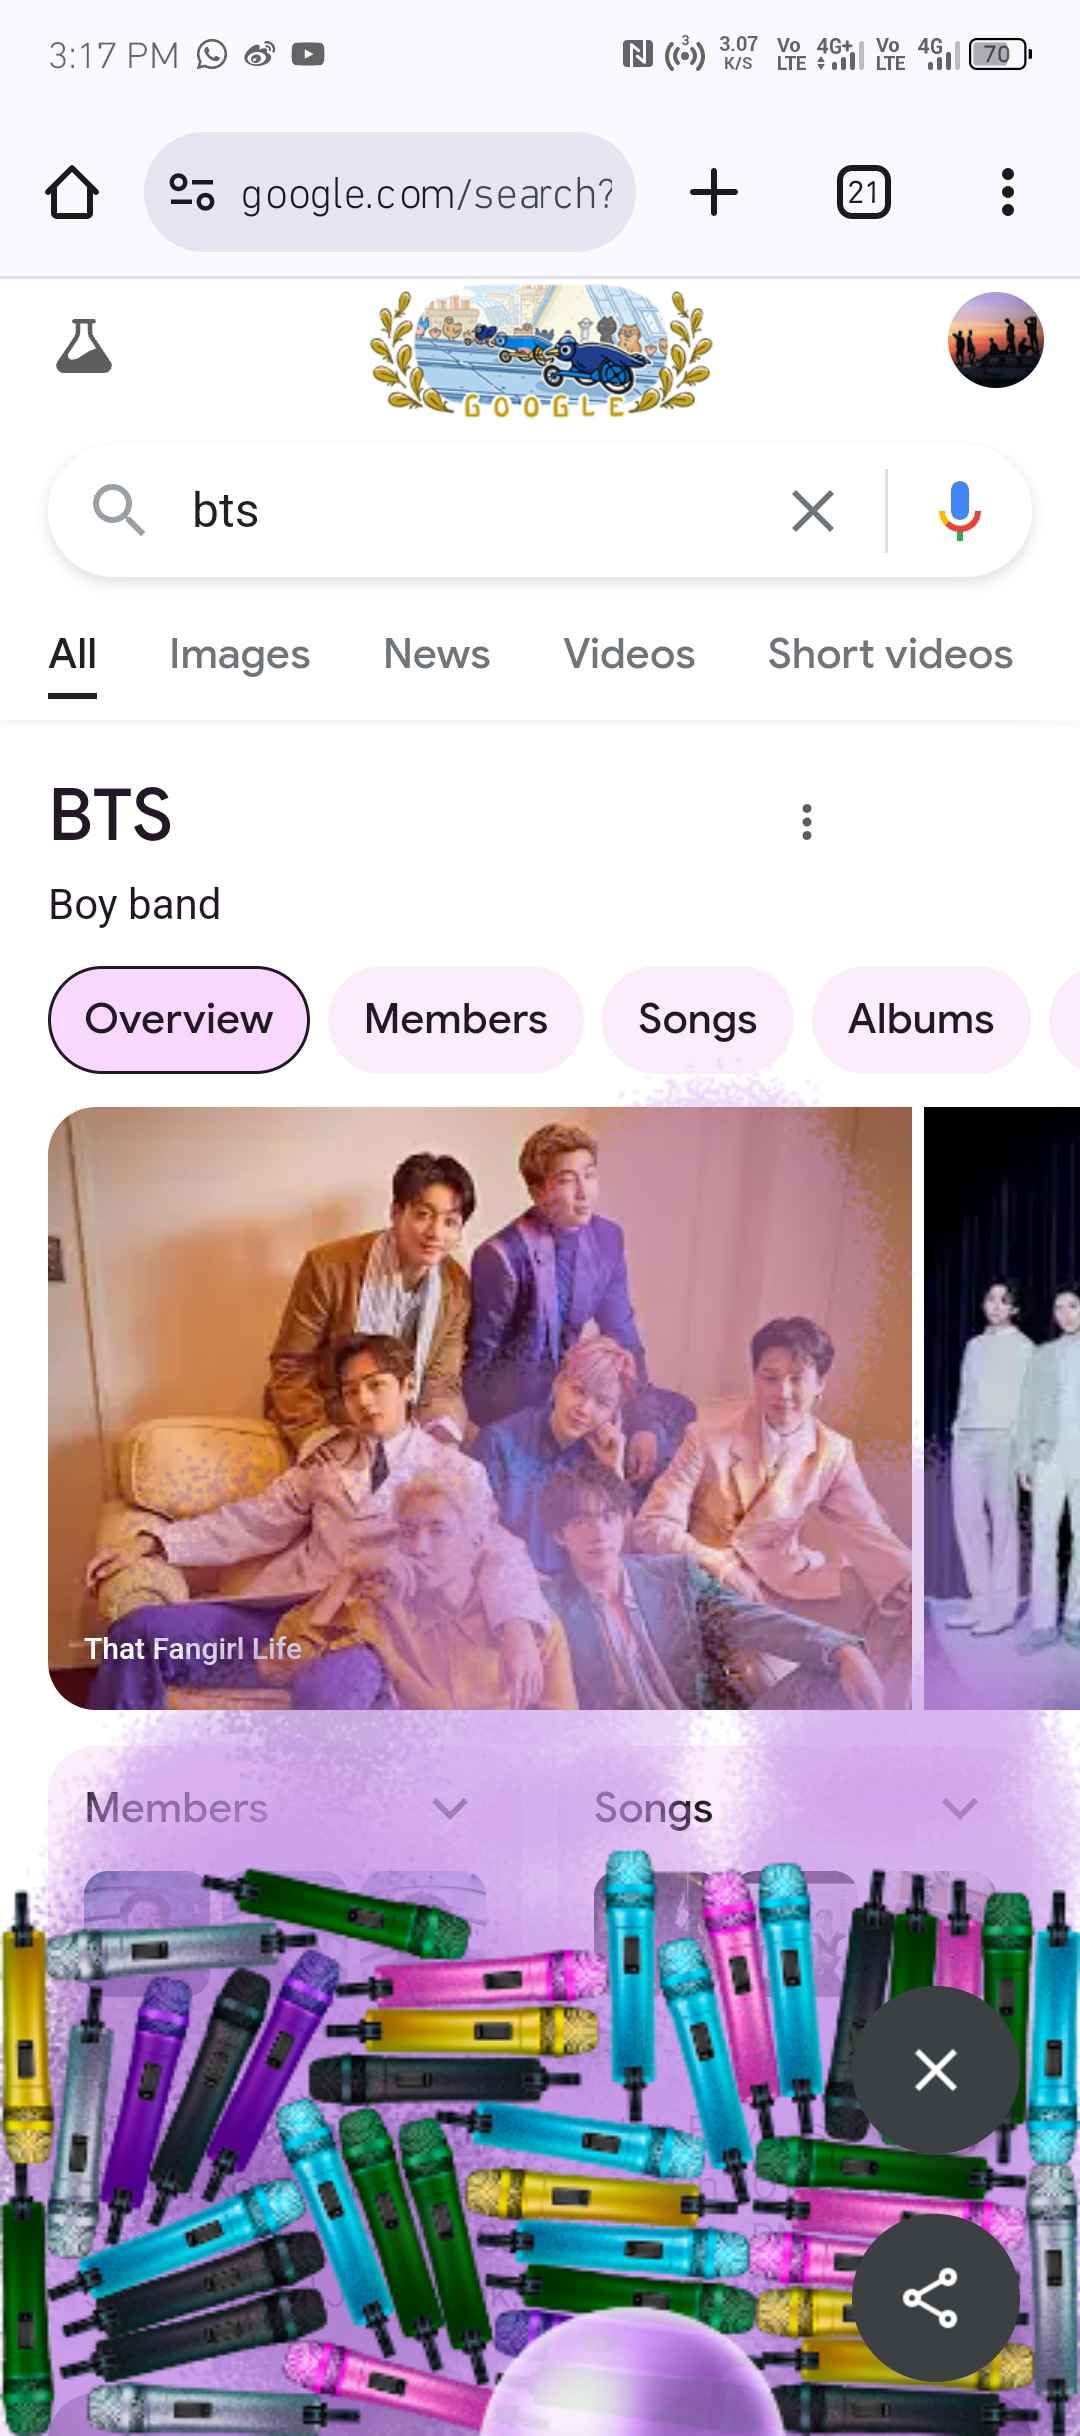 3:17 PM
3
3.07
K/S
Vo
LTE
4G+
Vo
LTE
4G
70
google.com/search?
21
GOOGLE
bts
All Images News Videos Short videos
BTS
Boy band
Overview Members Songs Albums
That Fangirl Life
Members Songs